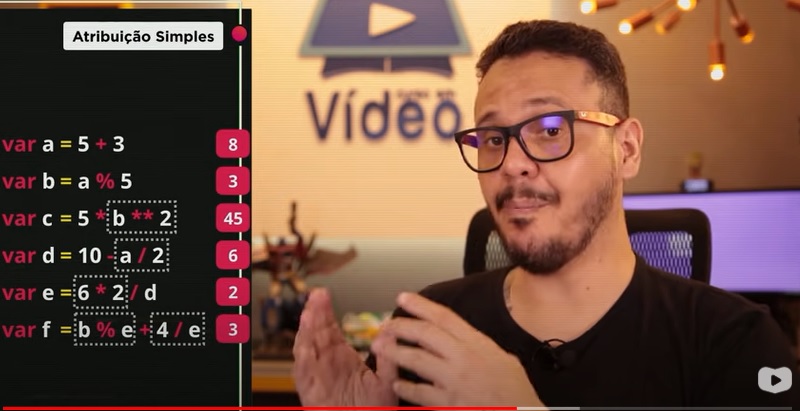 Atribuição Simples
var a = 5 + 3 8
var b = a % 5 3
var c = 5 * b ** 2 45
var d = 10 - a / 2 6
var e = 6 * 2 / d 2
var f = b % e + 4 / e 3
Vídeo